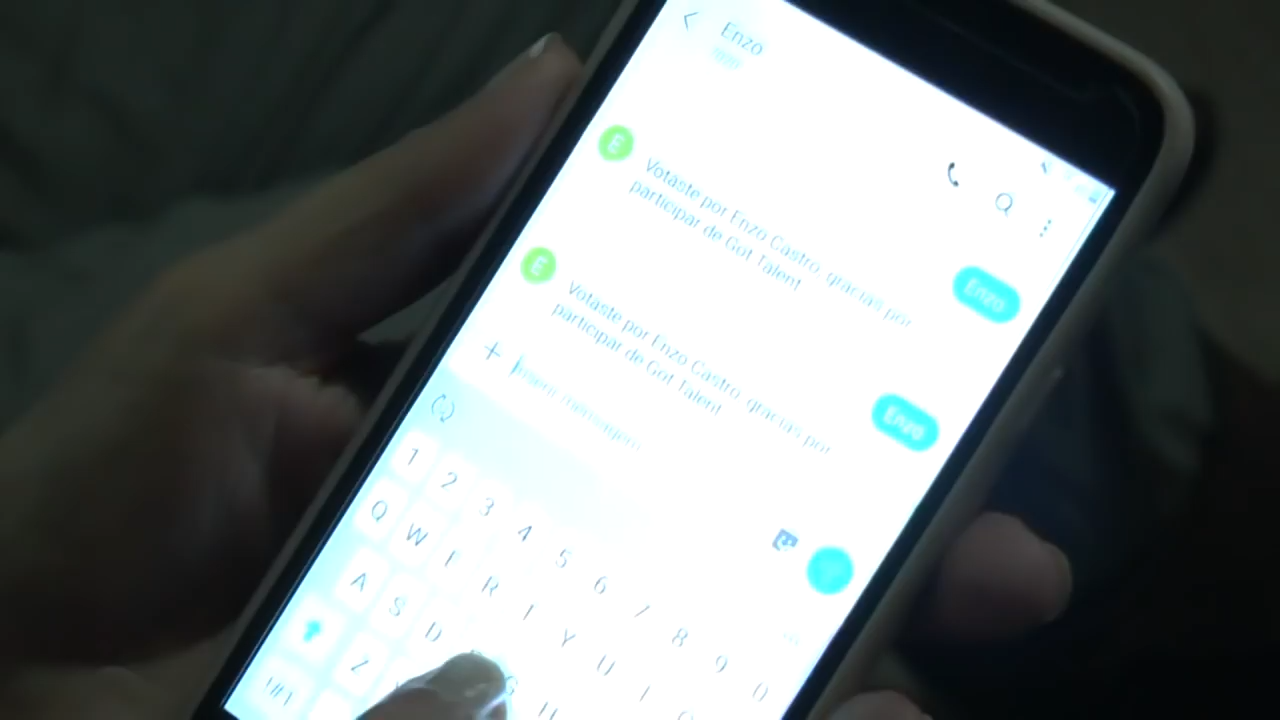 Enzo
Enzo
E
Votaste por Enzo Castro, gracias por
participar de Got Talent
Enzo
E
Votaste por Enzo Castro, gracias por
participar de Got Talent
1 2 3 4 5 6 7 8 9 0
Q W R Y U
A S D G H
Z